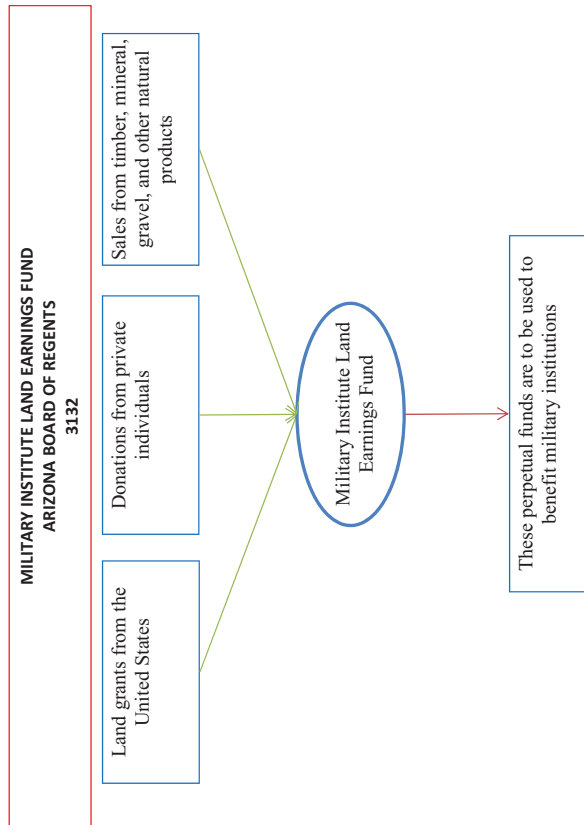 MILITARY INSTITUTE LAND EARNINGS FUND
ARIZONA BOARD OF REGENTS
3132
Land grants from the
United States
Donations from private
individuals
Sales from timber, mineral,
gravel, and other natural
products
Military Institute Land
Earnings Fund
These perpetual funds are to be used to
benefit military institutions